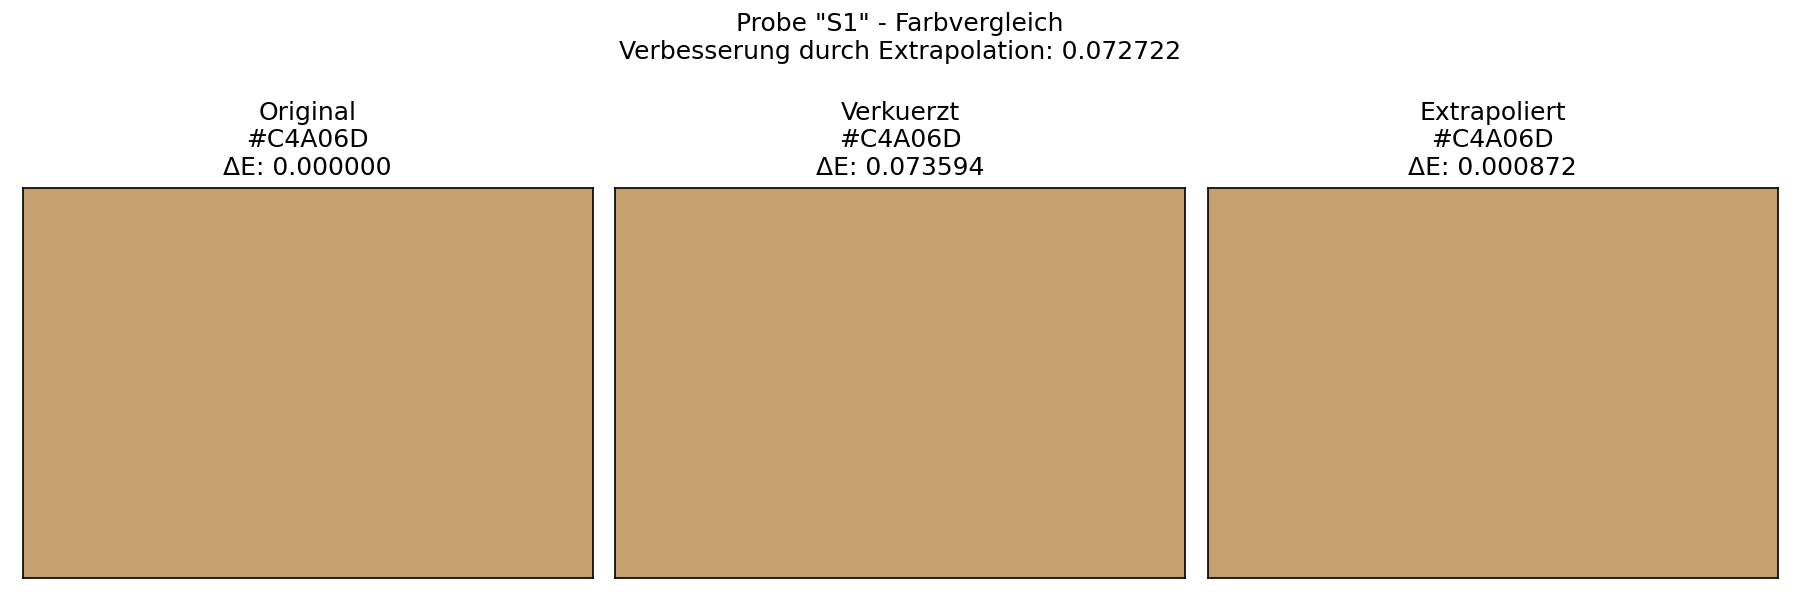 Probe "S1" - Farbvergleich
Verbesserung durch Extrapolation: 0.072722
Original
#C4A06D
ΔE: 0.000000
Verkuerzt
#C4A06D
ΔE: 0.073594
Extrapoliert
#C4A06D
ΔE: 0.000872